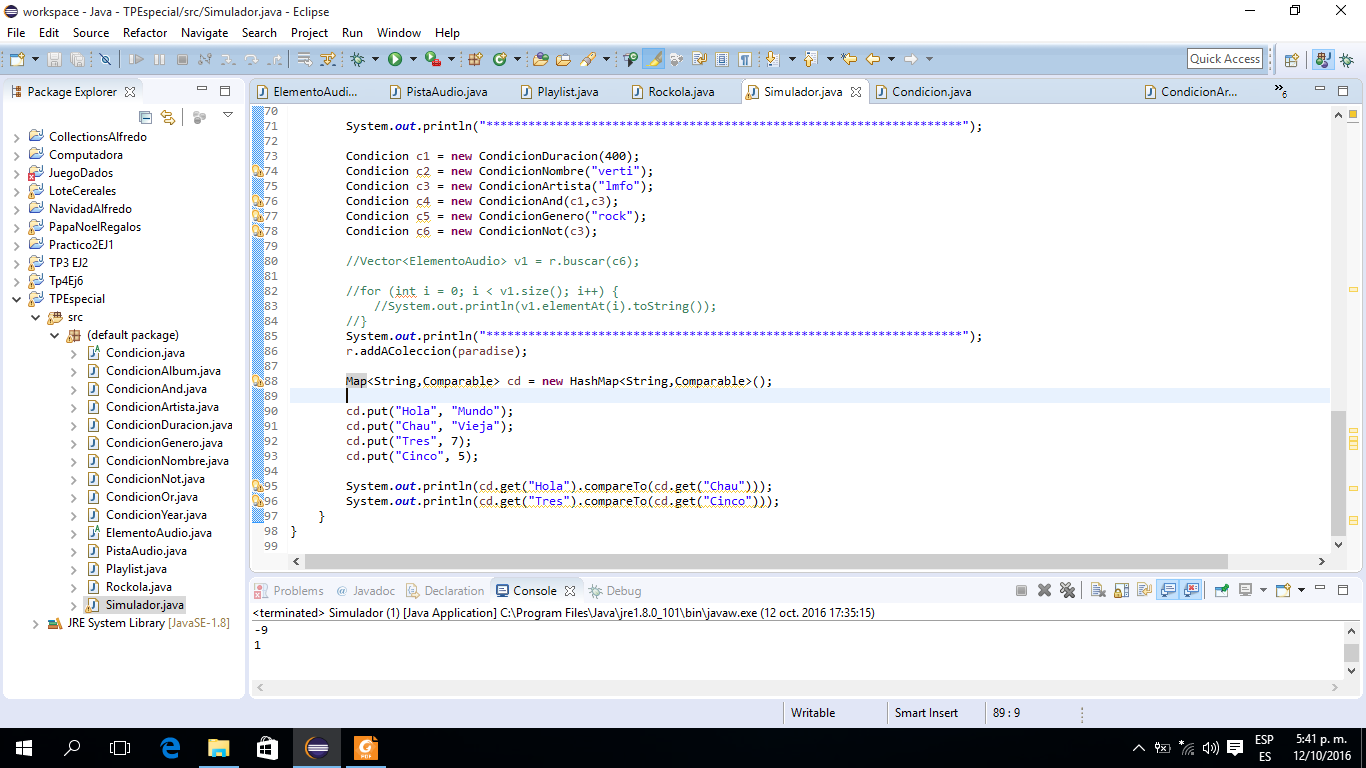 workspace - Java - TPEspecial/src/Simulador.java - Eclipse
File Edit Source Refactor Navigate Search Project Run Window Help
Quick Access
Package Explorer
ElementoAudi... PistaAudio.java Playlist.java Rockola.java Simulador.java Condicion.java CondicionAr... »6
CollectionsAlfredo
Computadora
JuegoDados
LoteCereales
NavidadAlfredo
PapaNoelRegalos
Practico2EJ1
TP3 EJ2
Tp4Ej6
TPEspecial
src
(default package)
Condicion.java
CondicionAlbum.java
CondicionAnd.java
CondicionArtista.java
CondicionDuracion.java
CondicionGenero.java
CondicionNombre.java
CondicionNot.java
CondicionOr.java
CondicionYear.java
ElementoAudio.java
PistaAudio.java
Playlist.java
Rockola.java
Simulador.java
JRE System Library [JavaSE-1.8]
70
71 System.out.println("********************************************************************");
72
73 Condicion c1 = new CondicionDuracion(400);
74 Condicion c2 = new CondicionNombre("verti");
75 Condicion c3 = new CondicionArtista("lmfo");
76 Condicion c4 = new CondicionAnd(c1,c3);
77 Condicion c5 = new CondicionGenero("rock");
78 Condicion c6 = new CondicionNot(c3);
79
80 //Vector<ElementoAudio> v1 = r.buscar(c6);
81
82 //for (int i = 0; i < v1.size(); i++) {
83 //System.out.println(v1.elementAt(i).toString());
84 //}
85 System.out.println("********************************************************************");
86 r.addAColeccion(paradise);
87
88 Map<String,Comparable> cd = new HashMap<String,Comparable>();
89
90 cd.put("Hola", "Mundo");
91 cd.put("Chau", "Vieja");
92 cd.put("Tres", 7);
93 cd.put("Cinco", 5);
94
95 System.out.println(cd.get("Hola").compareTo(cd.get("Chau")));
96 System.out.println(cd.get("Tres").compareTo(cd.get("Cinco")));
97 }
98 }
99
Problems Javadoc Declaration Console Debug
<terminated> Simulador (1) [Java Application] C:\Program Files\Java\jre1.8.0_101\bin\javaw.exe (12 oct. 2016 17:35:15)
-9
1
Writable Smart Insert 89 : 9
ESP
ES
5:41 p. m.
12/10/2016